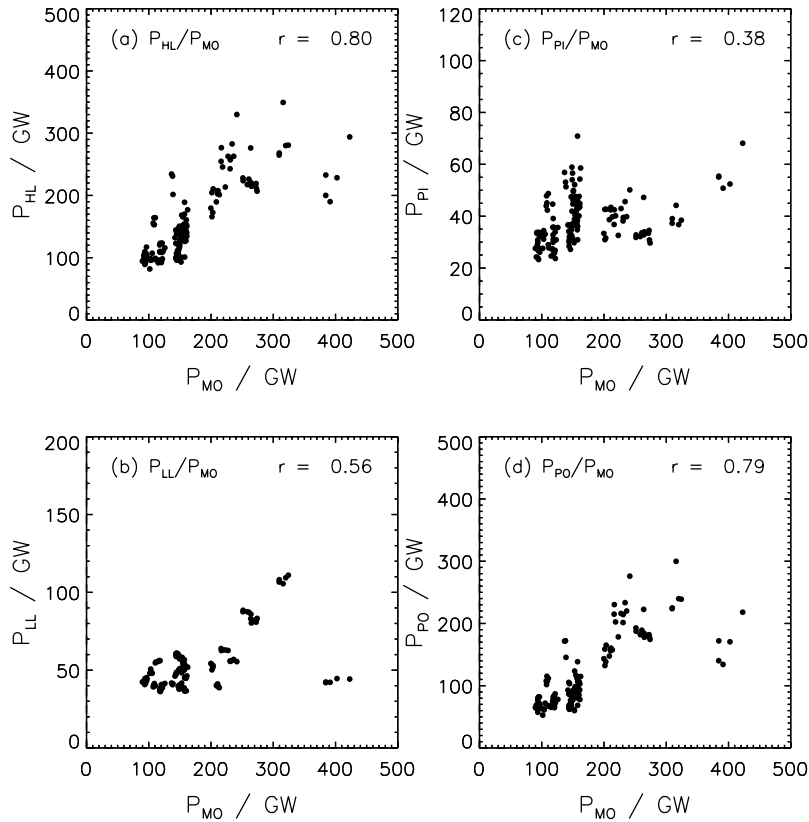 500
400
300
200
100
0
(a) P_HL/P_MO r = 0.80
P_HL / GW
0 100 200 300 400 500
P_MO / GW
120
100
80
60
40
20
0
(c) P_PI/P_MO r = 0.38
P_PI / GW
0 100 200 300 400 500
P_MO / GW
200
150
100
50
0
(b) P_LL/P_MO r = 0.56
P_LL / GW
0 100 200 300 400 500
P_MO / GW
500
400
300
200
100
0
(d) P_PO/P_MO r = 0.79
P_PO / GW
0 100 200 300 400 500
P_MO / GW